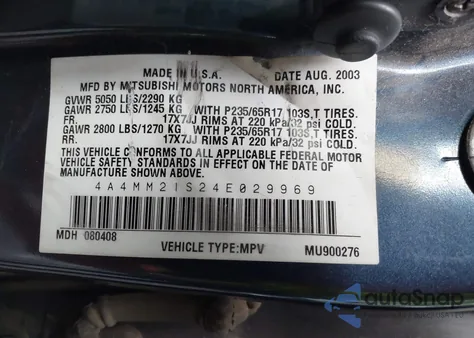 MADE IN U.S.A. DATE AUG. 2003
MFD. BY MITSUBISHI MOTORS NORTH AMERICA, INC.
GVWR 5050 LBS/2290 KG
GAWR 2750 LBS/1245 KG WITH P235/65R17 103S,T TIRES.
FR. 17X7JJ RIMS AT 220 kPa/32 psi COLD.
GAWR 2800 LBS/1270 KG WITH P235/65R17 103S,T TIRES.
RR. 17X7JJ RIMS AT 220 kPa/32 psi COLD.
THIS VEHICLE CONFORMS TO ALL APPLICABLE FEDERAL MOTOR
VEHICLE SAFETY STANDARDS IN EFFECT ON THE DATE OF
MANUFACTURE SHOWN ABOVE.
4A4MM21S24E029969
MDH 080408 VEHICLE TYPE:MPV MU900276
autoSnap